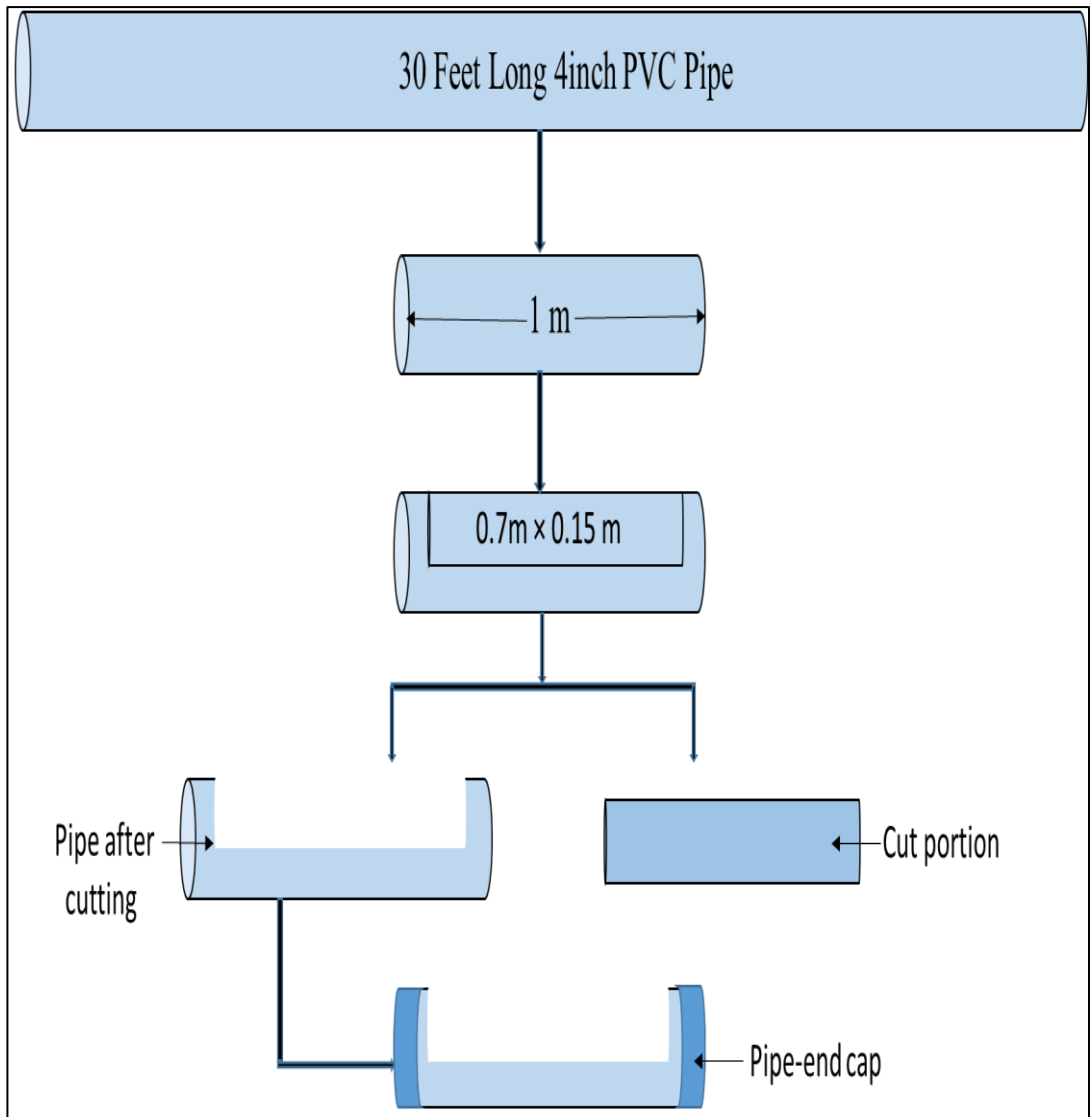 30 Feet Long 4inch PVC Pipe
1 m
0.7m × 0.15 m
Pipe after
cutting
Cut portion
Pipe-end cap